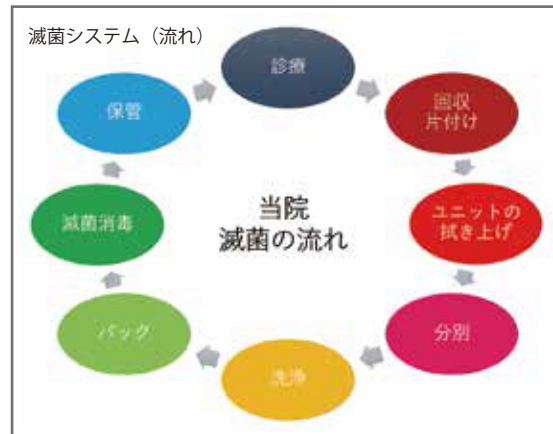 滅菌システム（流れ）
診療
回収
片付け
ユニットの
拭き上げ
分別
洗浄
パック
滅菌消毒
保管
当院
滅菌の流れ